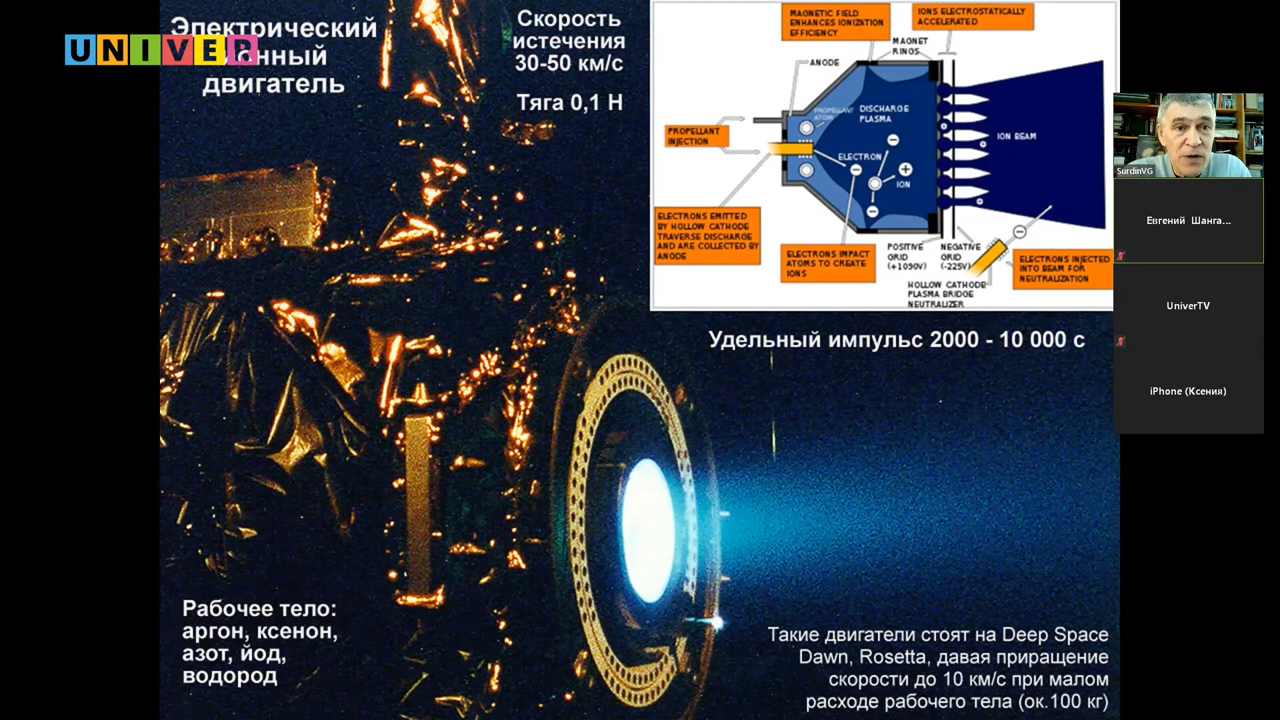 Электрический
UNIVER
ионный
двигатель
Скорость
истечения
30-50 км/с
Тяга 0,1 Н
MAGNETIC FIELD
ENHANCES IONIZATION
EFFICIENCY
IONS ELECTROSTATICALLY
ACCELERATED
MAGNET
RINGS
ANODE
PROPELLANT
ATOM
DISCHARGE
PLASMA
PROPELLANT
INJECTION
ION BEAM
ELECTRON
ION
ELECTRONS EMITTED
BY HOLLOW CATHODE
TRAVERSE DISCHARGE
AND ARE COLLECTED BY
ANODE
ELECTRONS IMPACT
ATOMS TO CREATE
IONS
POSITIVE
GRID
(+1090V)
NEGATIVE
GRID
(-225V)
HOLLOW CATHODE
PLASMA BRIDGE
NEUTRALIZER
ELECTRONS INJECTED
INTO BEAM FOR
NEUTRALIZATION
Удельный импульс 2000 - 10 000 с
Рабочее тело:
аргон, ксенон,
азот, йод,
водород
Такие двигатели стоят на Deep Space
Dawn, Rosetta, давая приращение
скорости до 10 км/с при малом
расходе рабочего тела (ок.100 кг)
SurdinVG
Евгений Шанга...
UniverTV
iPhone (Ксения)